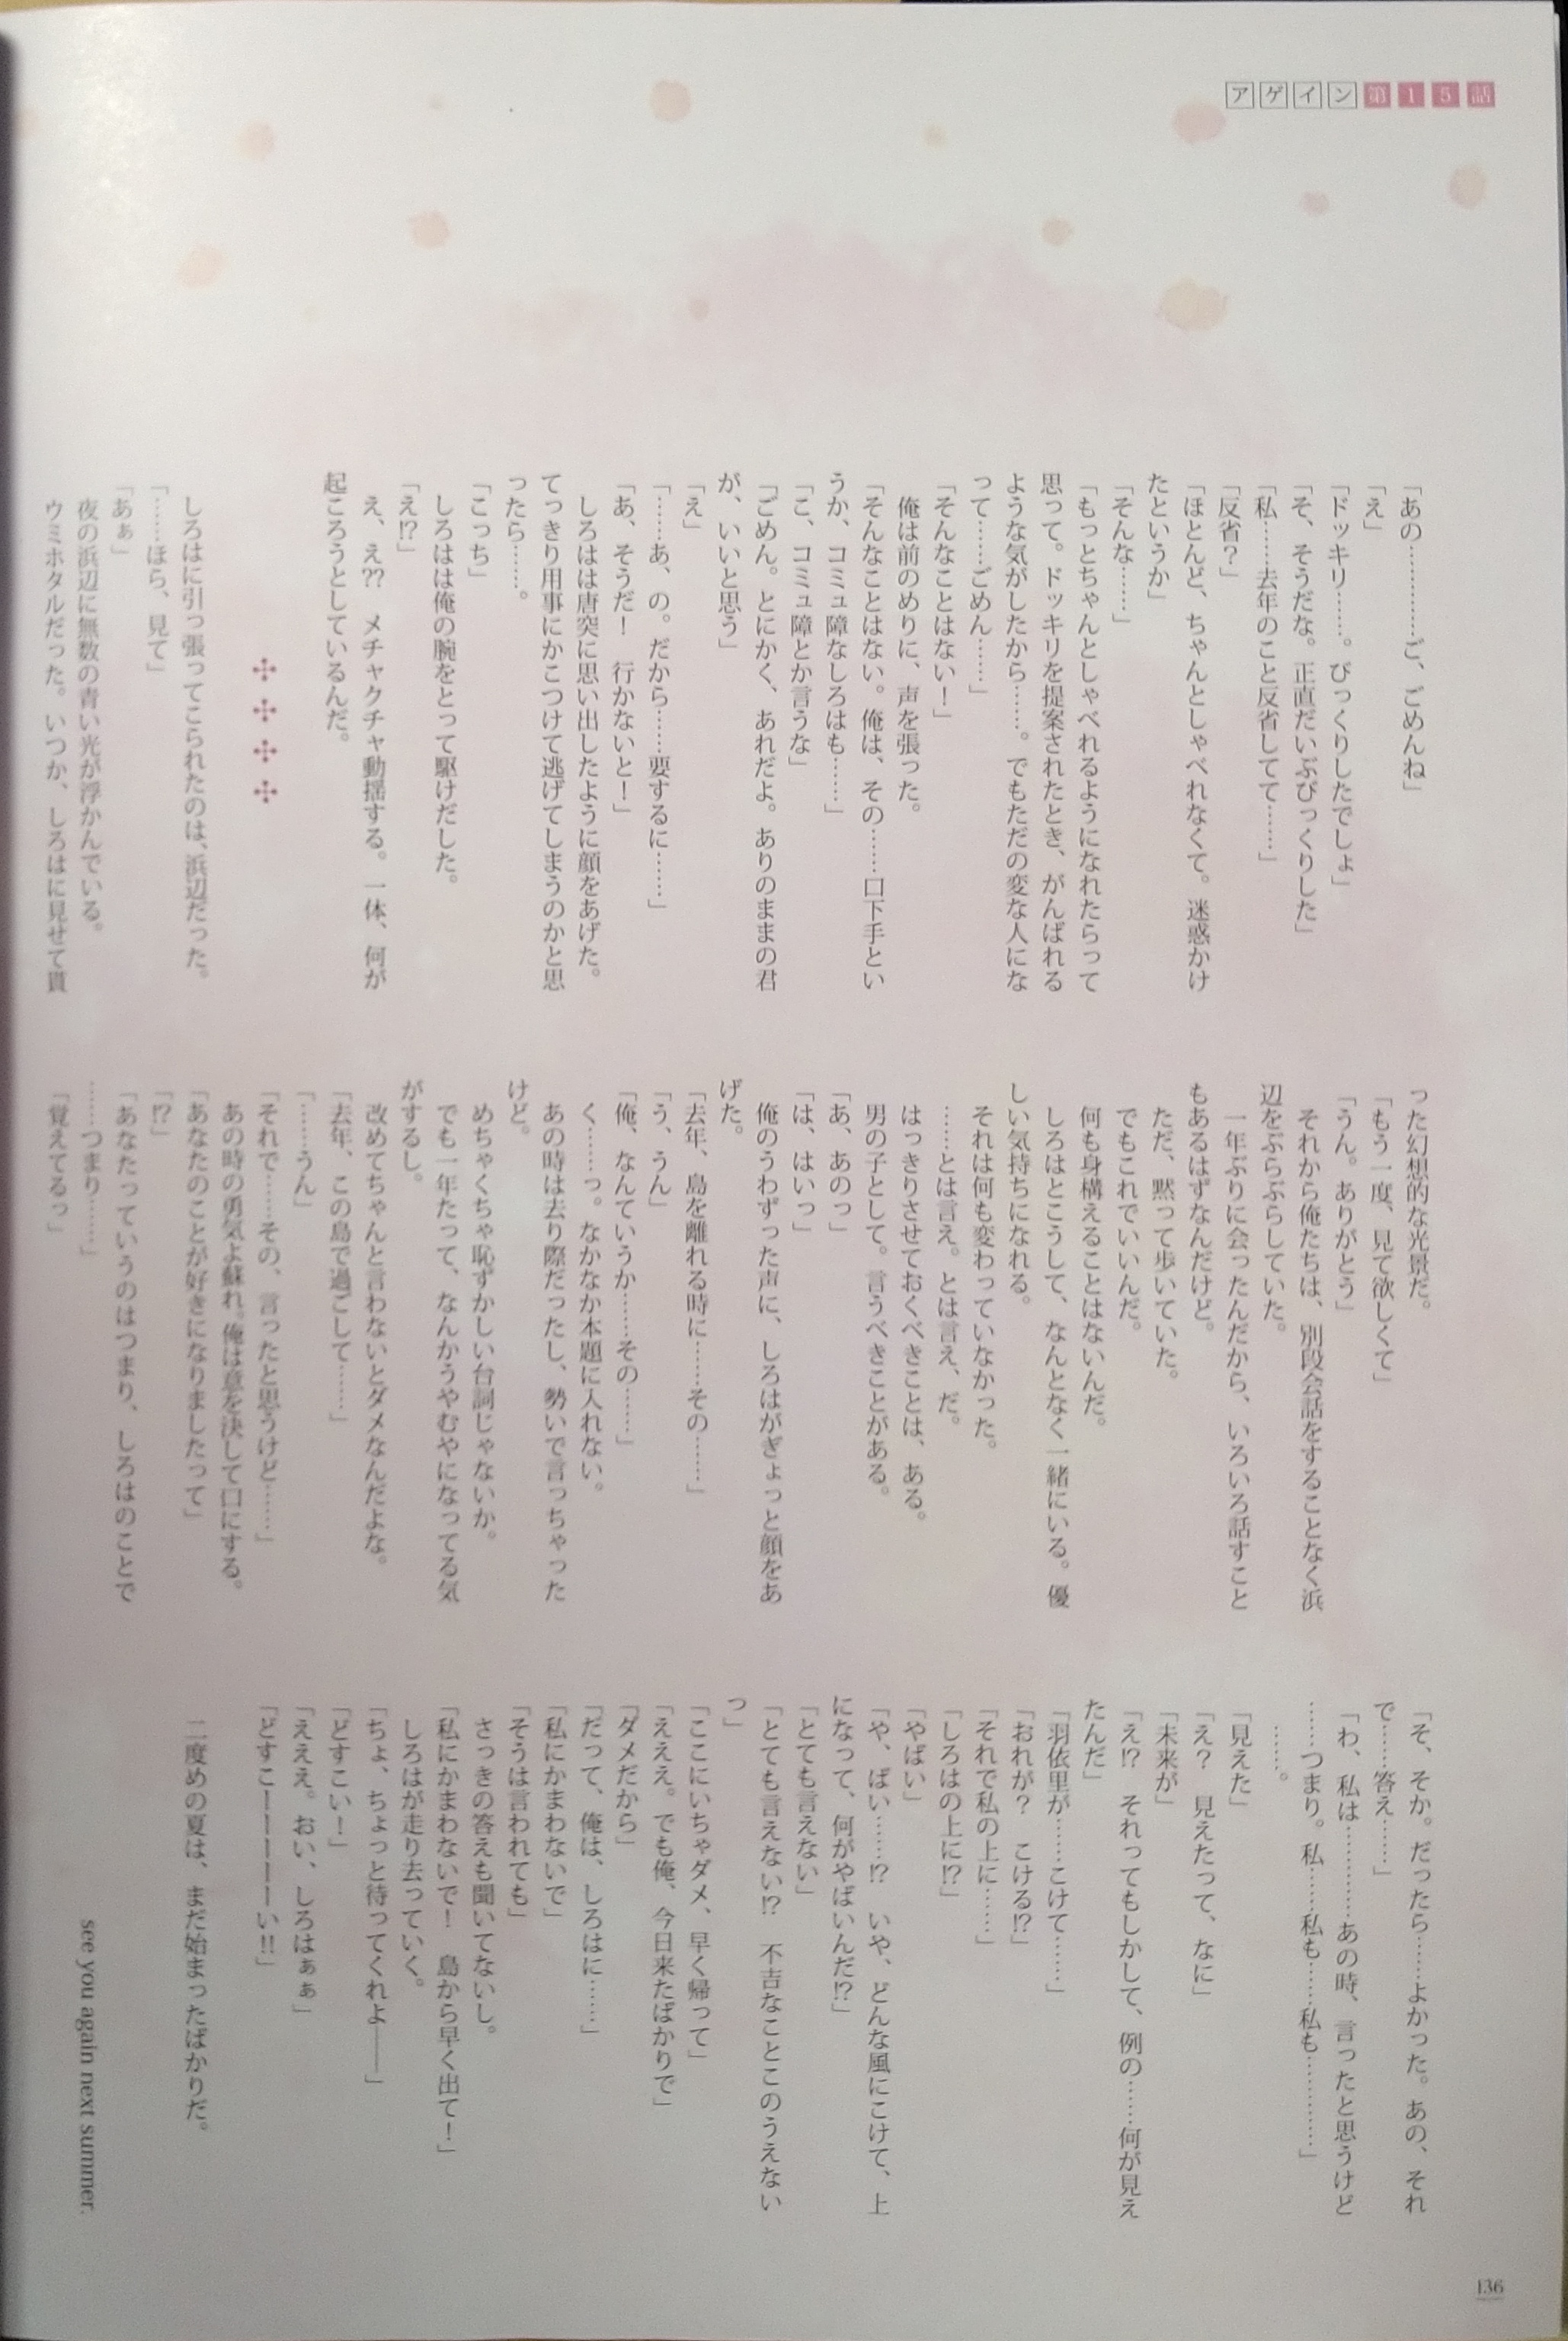 アゲイン第15話
「あの…………ご、ごめんね」
「え」
「ドッキリ……。びっくりしたでしょ」
「そ、そうだな。正直だいぶびっくりした」
「私……去年のこと反省してて……」
「反省？」
「ほとんど、ちゃんとしゃべれなくて。迷惑かけ
たというか」
「そんな……」
「もっとちゃんとしゃべれるようになれたらって
思って。ドッキリを提案されたとき、がんばれる
ような気がしたから……。でもただの変な人にな
って……ごめん……」
「そんなことはない！」
俺は前のめりに、声を張った。
「そんなことはない。俺は、その……口下手とい
うか、コミュ障なしろはも……」
「こ、コミュ障とか言うな」
「ごめん。とにかく、あれだよ。ありのままの君
が、いいと思う」
「え」
「……あ、の。だから……要するに……」
「あ、そうだ！　行かないと！」
しろはは唐突に思い出したように顔をあげた。
てっきり用事にかこつけて逃げてしまうのかと思
ったら……。
「こっち」
しろはは俺の腕をとって駆けだした。
「え⁉」
え、え⁇　メチャクチャ動揺する。一体、何が
起ころうとしているんだ。
しろはに引っ張ってこられたのは、浜辺だった。
「……ほら、見て」
「あぁ」
夜の浜辺に無数の青い光が浮かんでいる。
ウミホタルだった。いつか、しろはに見せて貰
った幻想的な光景だ。
「もう一度、見て欲しくて」
「うん。ありがとう」
それから俺たちは、別段会話をすることなく浜
辺をぶらぶらしていた。
一年ぶりに会ったんだから、いろいろ話すこと
もあるはずなんだけど。
ただ、黙って歩いていた。
でもこれでいいんだ。
何も身構えることはないんだ。
しろはとこうして、なんとなく一緒にいる。優
しい気持ちになれる。
それは何も変わっていなかった。
……とは言え。とは言え、だ。
はっきりさせておくべきことは、ある。
男の子として。言うべきことがある。
「あ、あのっ」
「は、はいっ」
俺のうわずった声に、しろはがぎょっと顔をあ
げた。
「去年、島を離れる時に……その……」
「う、うん」
「俺、なんていうか……その……」
く……っ。なかなか本題に入れない。
あの時は去り際だったし、勢いで言っちゃった
けど。
めちゃくちゃ恥ずかしい台詞じゃないか。
でも一年たって、なんかうやむやになってる気
がするし。
改めてちゃんと言わないとダメなんだよな。
「去年、この島で過ごして……」
「……うん」
「それで……その、言ったと思うけど……」
あの時の勇気よ蘇れ。俺は意を決して口にする。
「あなたのことが好きになりましたって」
「⁉」
「あなたっていうのはつまり、しろはのことで
……つまり……」
「覚えてるっ」
「そ、そか。だったら……よかった。あの、それ
で……答え……」
「わ、私は…………あの時、言ったと思うけど
……つまり。私……私も……私も…………」
……。
「見えた」
「え？　見えたって、なに」
「未来が」
「え⁉　それってもしかして、例の……何が見え
たんだ」
「羽依里が……こけて……」
「おれが？　こける⁉」
「それで私の上に……」
「しろはの上に⁉」
「やばい」
「や、ばい……⁉　いや、どんな風にこけて、上
になって、何がやばいんだ⁉」
「とても言えない」
「とても言えない⁉　不吉なことこのうえない
っ」
「ここにいちゃダメ、早く帰って」
「えええ。でも俺、今日来たばかりで」
「ダメだから」
「だって、俺は、しろはに……」
「私にかまわないで」
「そうは言われても」
さっきの答えも聞いてないし。
「私にかまわないで！　島から早く出て！」
しろはが走り去っていく。
「ちょ、ちょっと待ってくれよ――」
「どすこい！」
「えええ。おい、しろはぁぁ」
「どすこーーーーーい‼」
二度めの夏は、まだ始まったばかりだ。
see you again next summer.
136